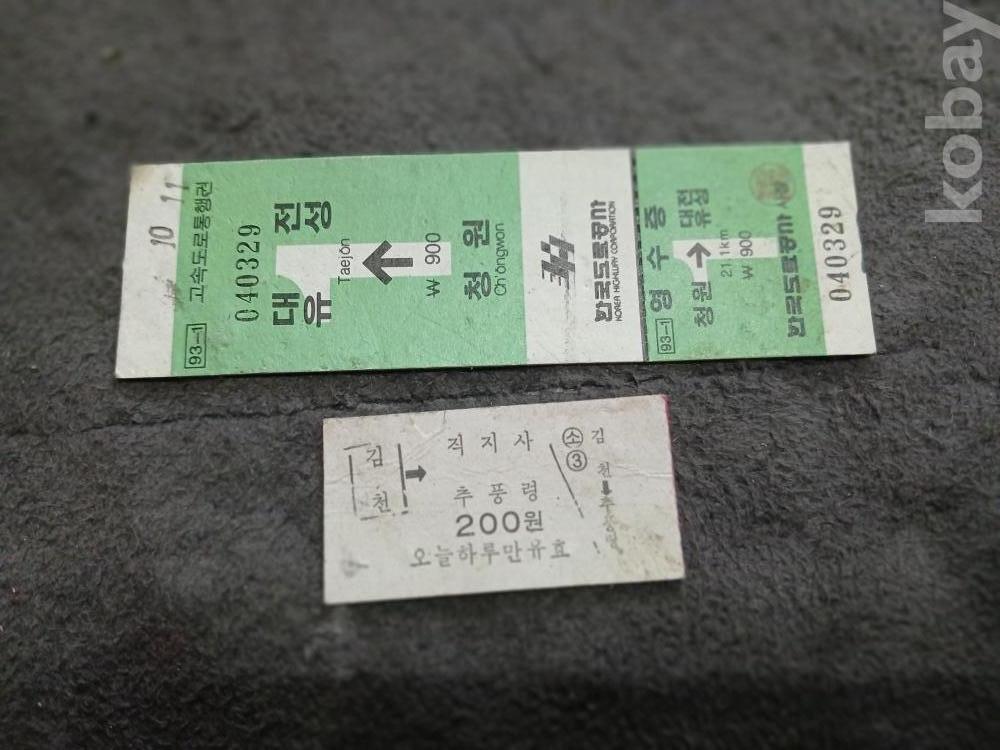 kobay
10 11
93-1 고속도로통행권
040329
대전
유성
1
Taejŏn
↑
₩ 900
청원
Ch'ŏngwon
한국도로공사
KOREA HIGHWAY CORPORATION
93-1 영수증
청원 → 대전
유성
1
21.1km
₩ 900
한국도로공사
040329
김천 → 직지사
추풍령
200원
오늘하루만유효
소
3
김천